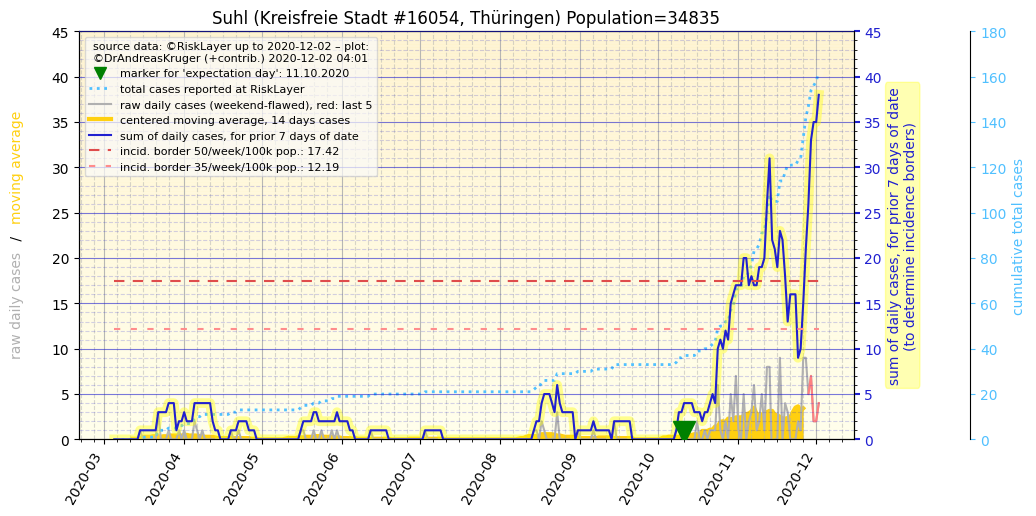 Suhl (Kreisfreie Stadt #16054, Thüringen) Population=34835
source data: ©RiskLayer up to 2020-12-02 – plot:
©DrAndreasKruger (+contrib.) 2020-12-02 04:01
marker for 'expectation day': 11.10.2020
total cases reported at RiskLayer
raw daily cases (weekend-flawed), red: last 5
centered moving average, 14 days cases
sum of daily cases, for prior 7 days of date
incid. border 50/week/100k pop.: 17.42
incid. border 35/week/100k pop.: 12.19
raw daily cases / moving average
45
40
35
30
25
20
15
10
5
0
2020-03
2020-04
2020-05
2020-06
2020-07
2020-08
2020-09
2020-10
2020-11
2020-12
45
40
35
30
25
20
15
10
5
0
sum of daily cases, for prior 7 days of date
(to determine incidence borders)
180
160
140
120
100
80
60
40
20
0
cumulative total cases